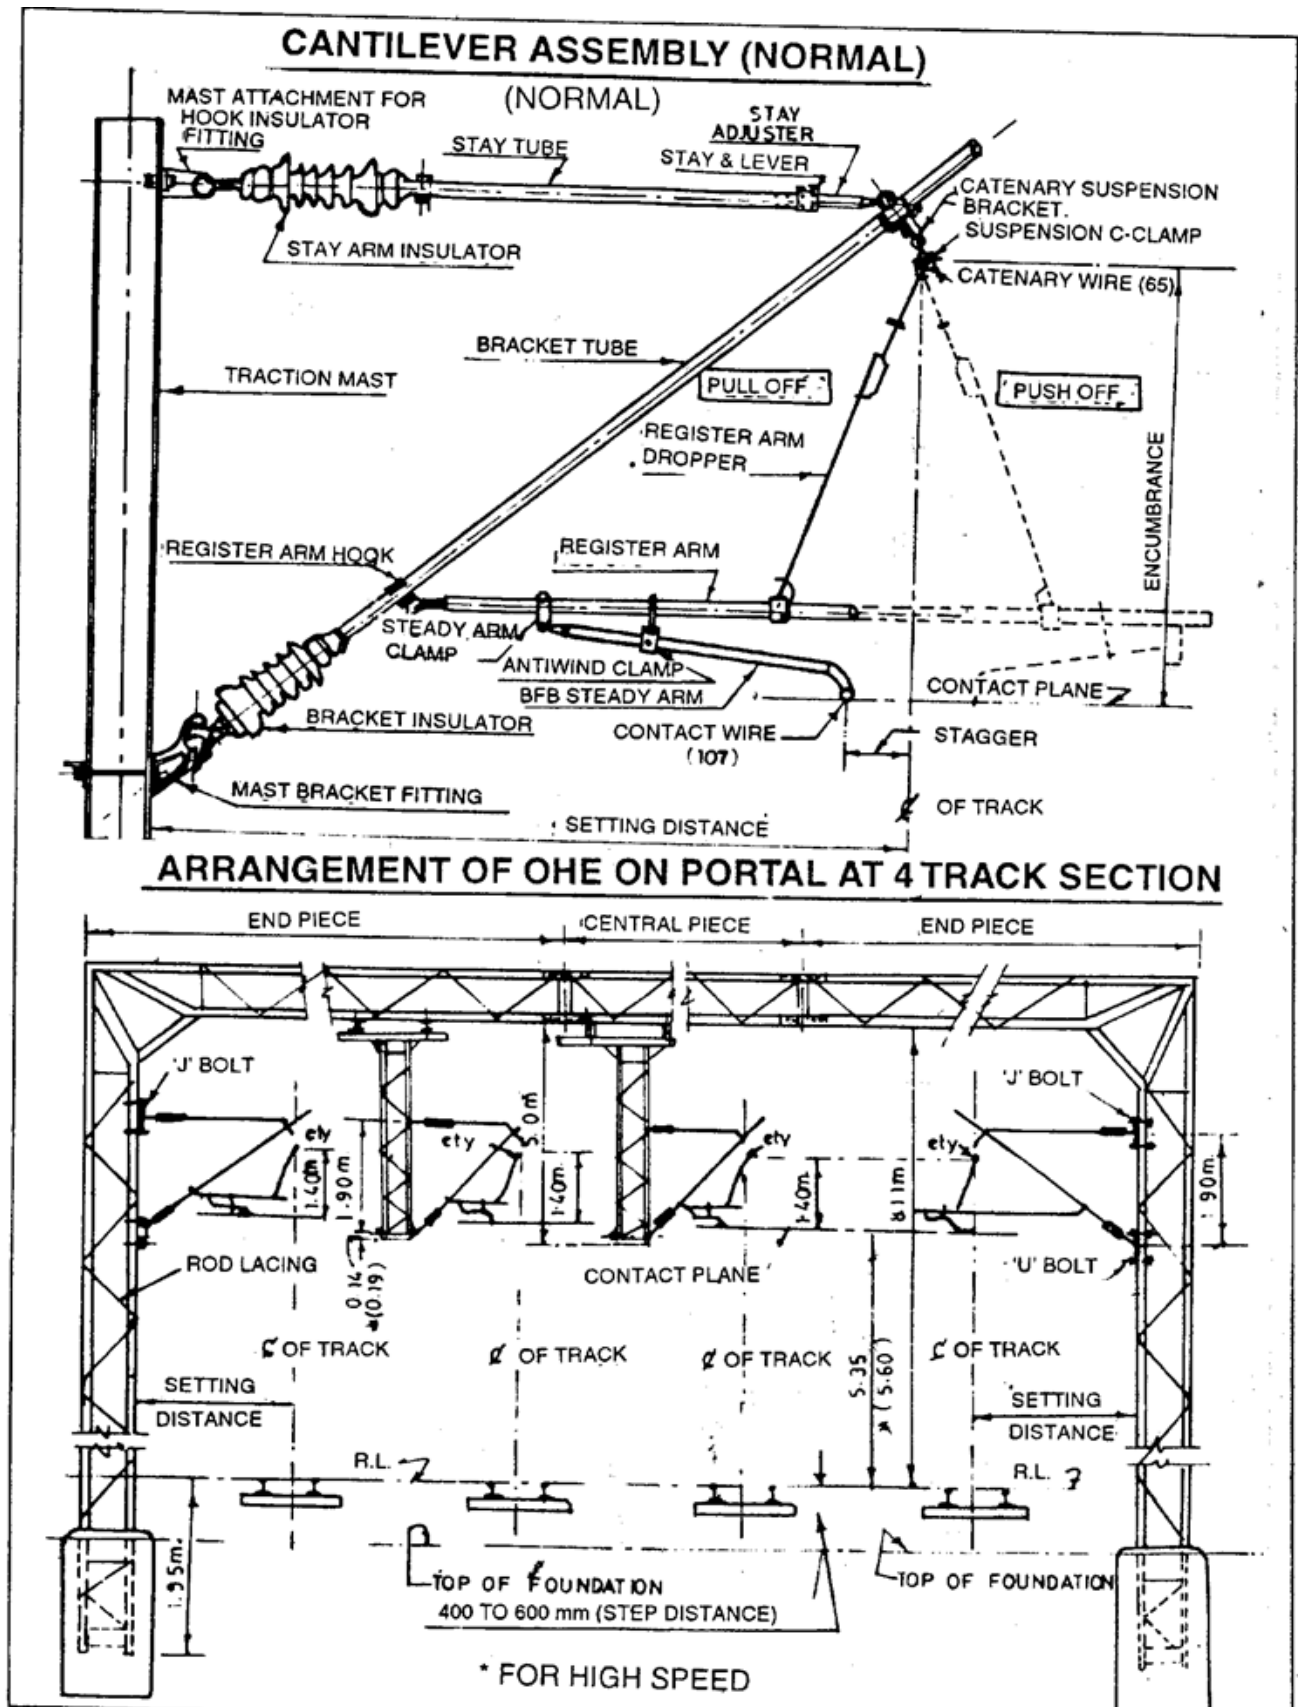 CANTILEVER ASSEMBLY (NORMAL)
(NORMAL)
MAST ATTACHMENT FOR
HOOK INSULATOR
FITTING
STAY TUBE
STAY
ADJUSTER
STAY & LEVER
CATENARY SUSPENSION
BRACKET.
SUSPENSION C-CLAMP
CATENARY WIRE (65)
STAY ARM INSULATOR
BRACKET TUBE
TRACTION MAST
PULL OFF
PUSH OFF
REGISTER ARM
DROPPER
ENCUMBRANCE
REGISTER ARM HOOK
REGISTER ARM
STEADY ARM
CLAMP
ANTIWIND CLAMP
BFB STEADY ARM
CONTACT PLANE
BRACKET INSULATOR
CONTACT WIRE
(107)
STAGGER
MAST BRACKET FITTING
℄ OF TRACK
SETTING DISTANCE
ARRANGEMENT OF OHE ON PORTAL AT 4 TRACK SECTION
END PIECE
CENTRAL PIECE
END PIECE
'J' BOLT
'J' BOLT
ety
ety
ety
ety
1.40m
1.90m
1.40m
1.40m
8.11m
1.90m
ROD LACING
0.14
*(0.19)
CONTACT PLANE
'U' BOLT
℄ OF TRACK
℄ OF TRACK
℄ OF TRACK
℄ OF TRACK
5.35
*(5.60)
SETTING
DISTANCE
SETTING
DISTANCE
R.L.
R.L.
1.95m.
TOP OF FOUNDATION
400 TO 600 mm (STEP DISTANCE)
TOP OF FOUNDATION
* FOR HIGH SPEED